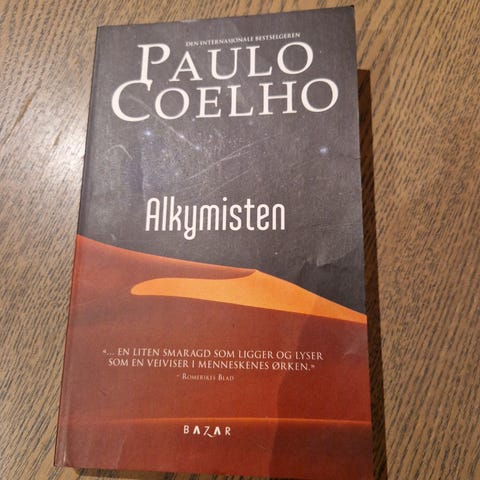 DEN INTERNASJONALE BESTSELGEREN
PAULO
COELHO
Alkymisten
«... EN LITEN SMARAGD SOM LIGGER OG LYSER
SOM EN VEIVISER I MENNESKENES ØRKEN.»
– ROMERIKES BLAD
BAZAR